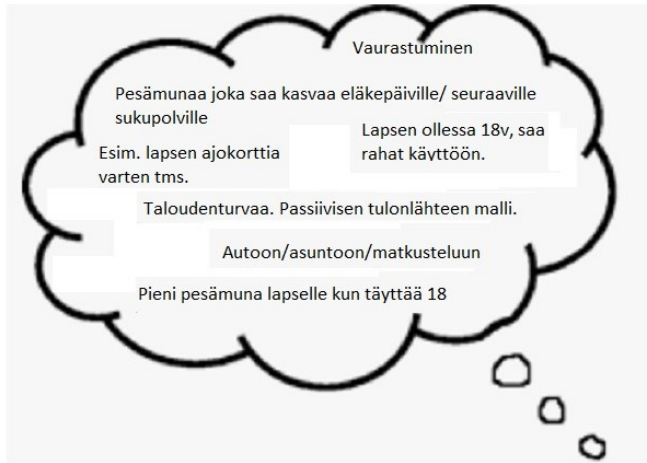 Vaurastuminen
Pesämunaa joka saa kasvaa eläkepäiville/ seuraaville
sukupolville
Lapsen ollessa 18v, saa
rahat käyttöön.
Esim. lapsen ajokorttia
varten tms.
Taloudenturvaa. Passiivisen tulonlähteen malli.
Autoon/asuntoon/matkusteluun
Pieni pesämuna lapselle kun täyttää 18